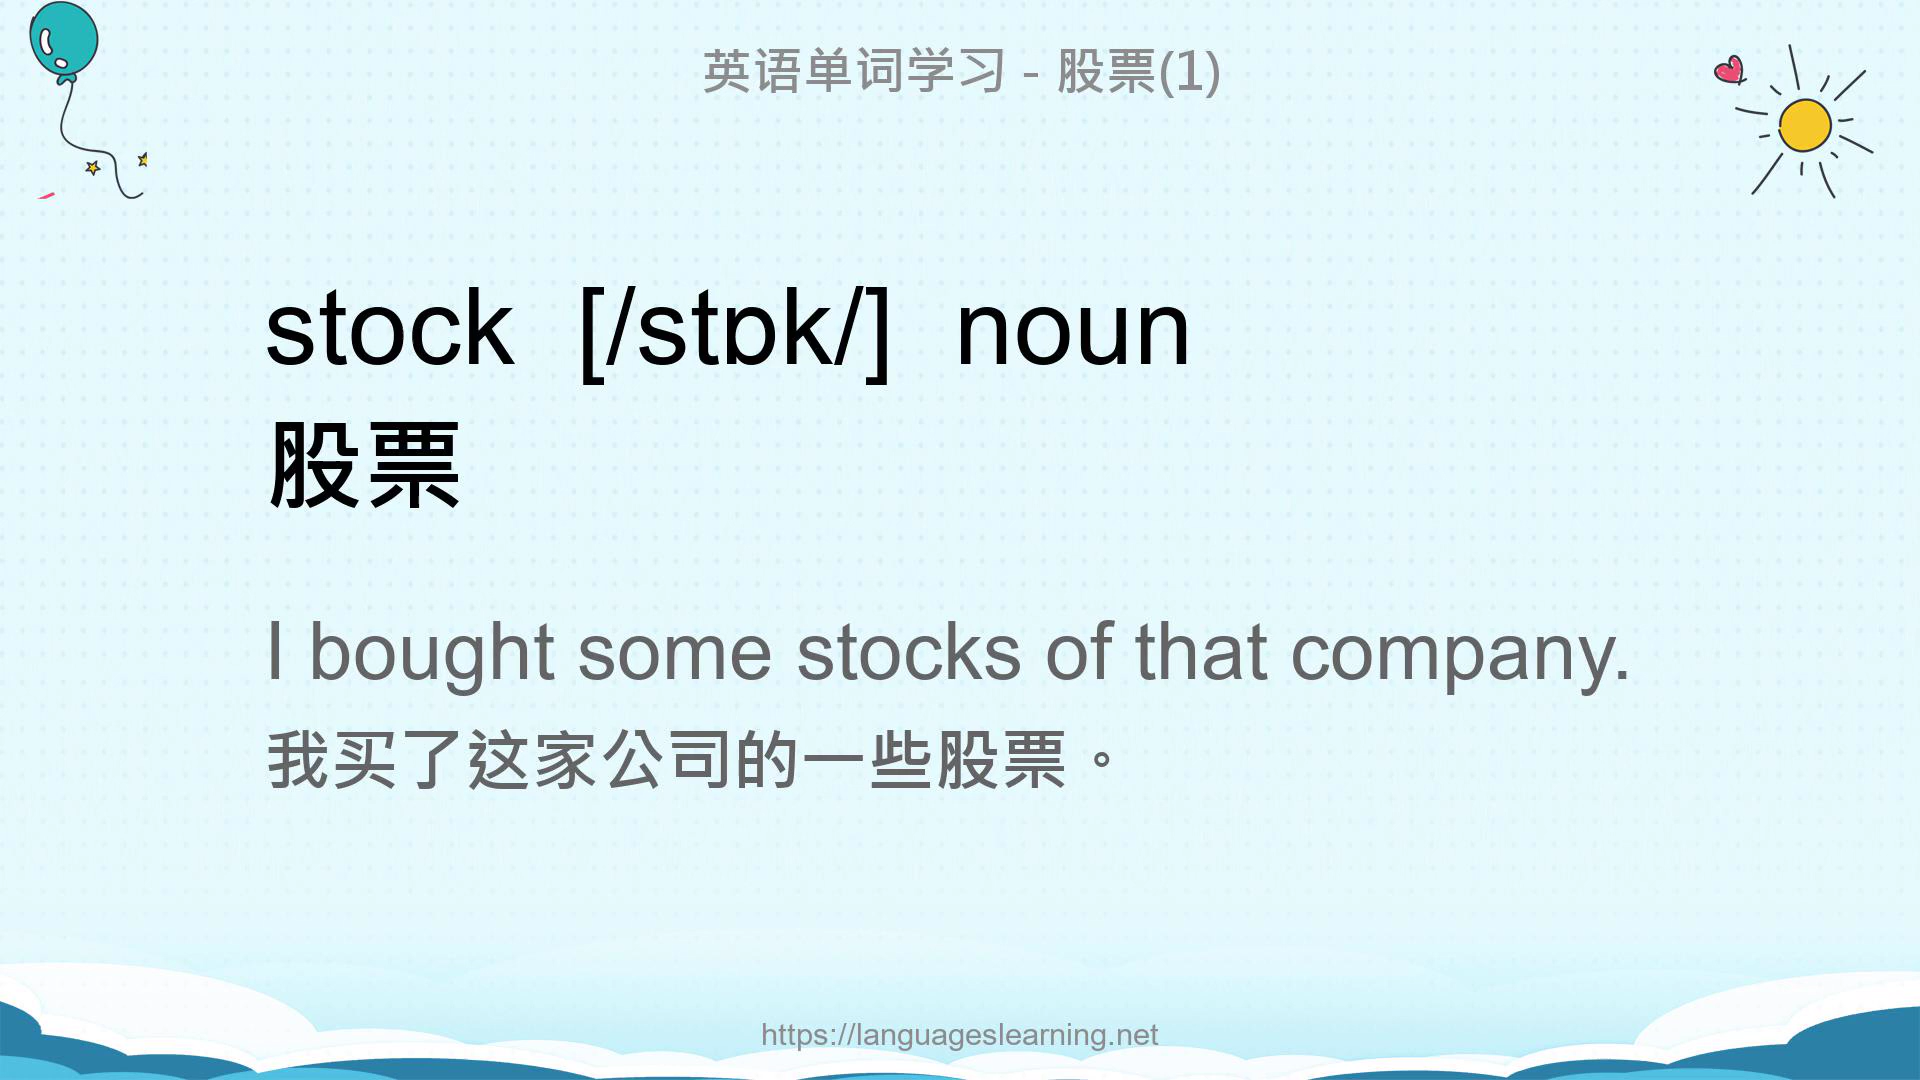 英语单词学习 - 股票(1)
stock [/stɒk/] noun
股票
I bought some stocks of that company.
我买了这家公司的一些股票。
https://languageslearning.net